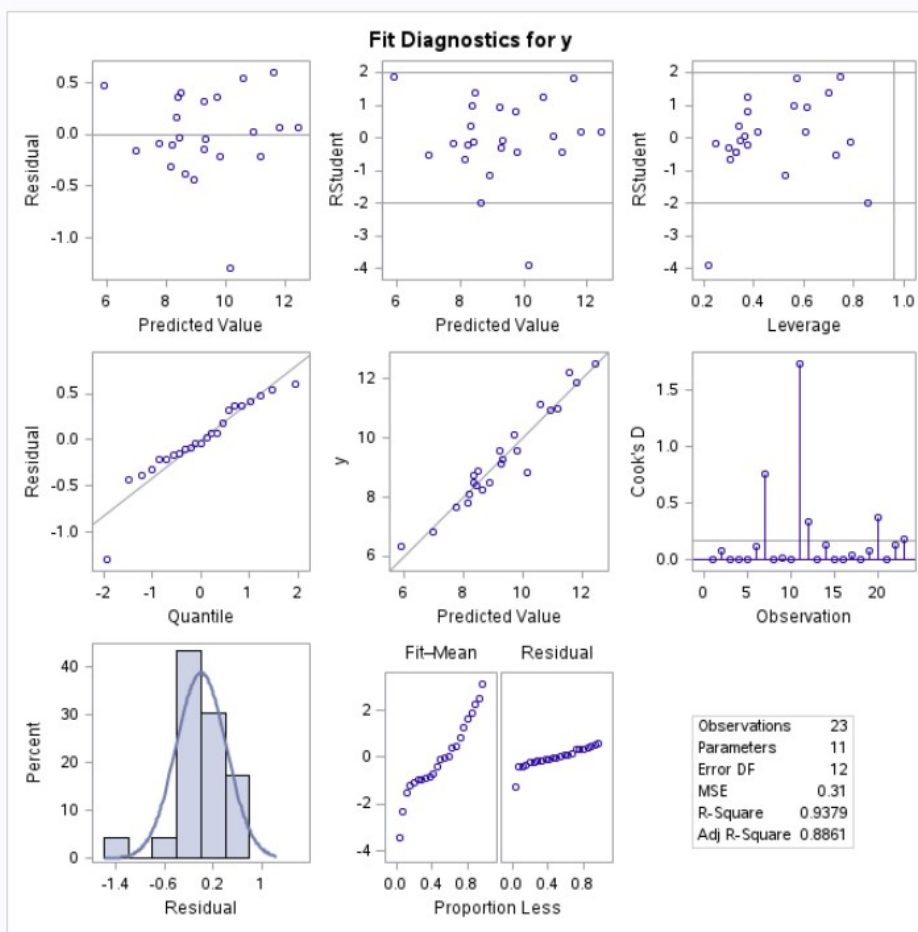 Fit Diagnostics for y
Residual
0.5
0.0
-0.5
-1.0
6 8 10 12
Predicted Value
RStudent
2
1
0
-1
-2
-3
-4
6 8 10 12
Predicted Value
RStudent
2
1
0
-1
-2
-3
-4
0.2 0.4 0.6 0.8 1.0
Leverage
Residual
0.5
0.0
-0.5
-1.0
-2 -1 0 1 2
Quantile
y
12
10
8
6
6 8 10 12
Predicted Value
Cook's D
1.5
1.0
0.5
0.0
0 5 10 15 20
Observation
Percent
40
30
20
10
0
-1.4 -0.6 0.2 1
Residual
Fit–Mean Residual
2
0
-2
-4
0.0 0.4 0.8 0.0 0.4 0.8
Proportion Less
Observations 23
Parameters 11
Error DF 12
MSE 0.31
R-Square 0.9379
Adj R-Square 0.8861